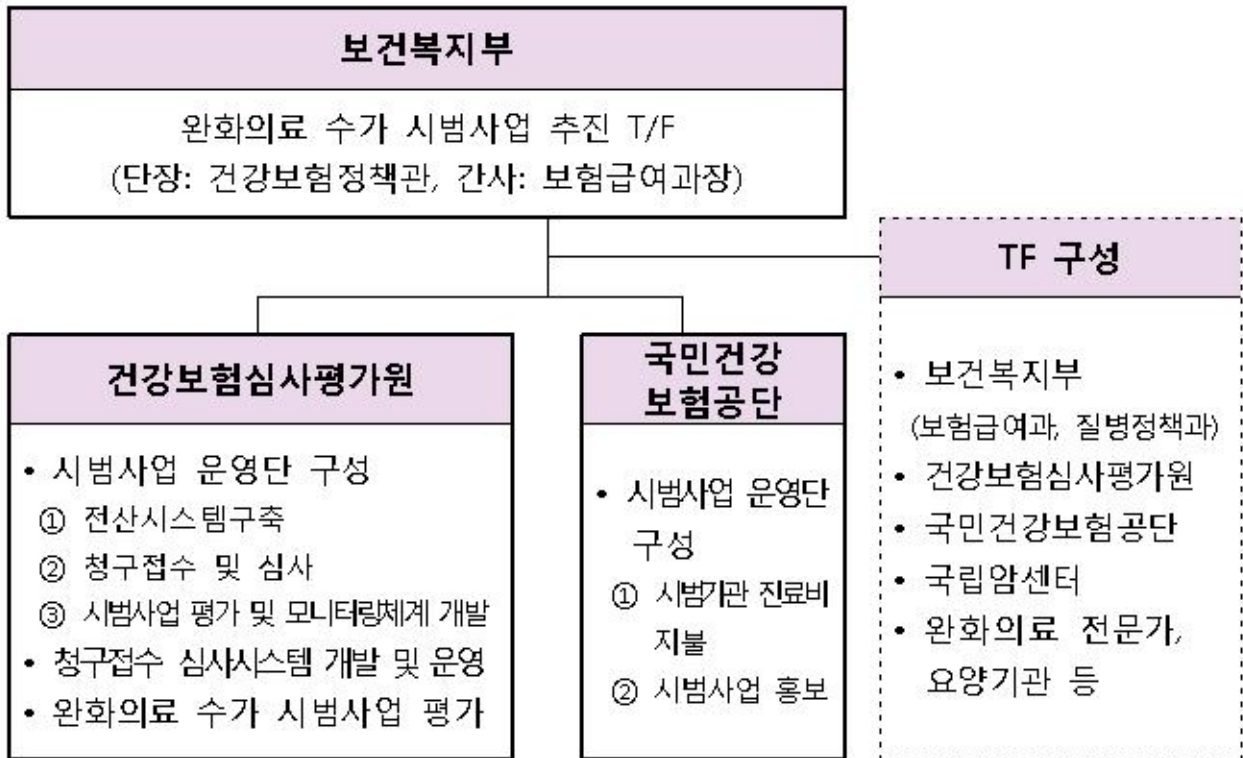 보건복지부
완화의료 수가 시범사업 추진 T/F
(단장: 건강보험정책관, 간사: 보험급여과장)
TF 구성
• 보건복지부
(보험급여과, 질병정책과)
• 건강보험심사평가원
• 국민건강보험공단
• 국립암센터
• 완화의료 전문가,
요양기관 등
건강보험심사평가원
• 시범사업 운영단 구성
① 전산시스템구축
② 청구접수 및 심사
③ 시범사업 평가 및 모니터링체계 개발
• 청구접수 심사시스템 개발 및 운영
• 완화의료 수가 시범사업 평가
국민건강
보험공단
• 시범사업 운영단
구성
① 시범기관 진료비
지불
② 시범사업 홍보